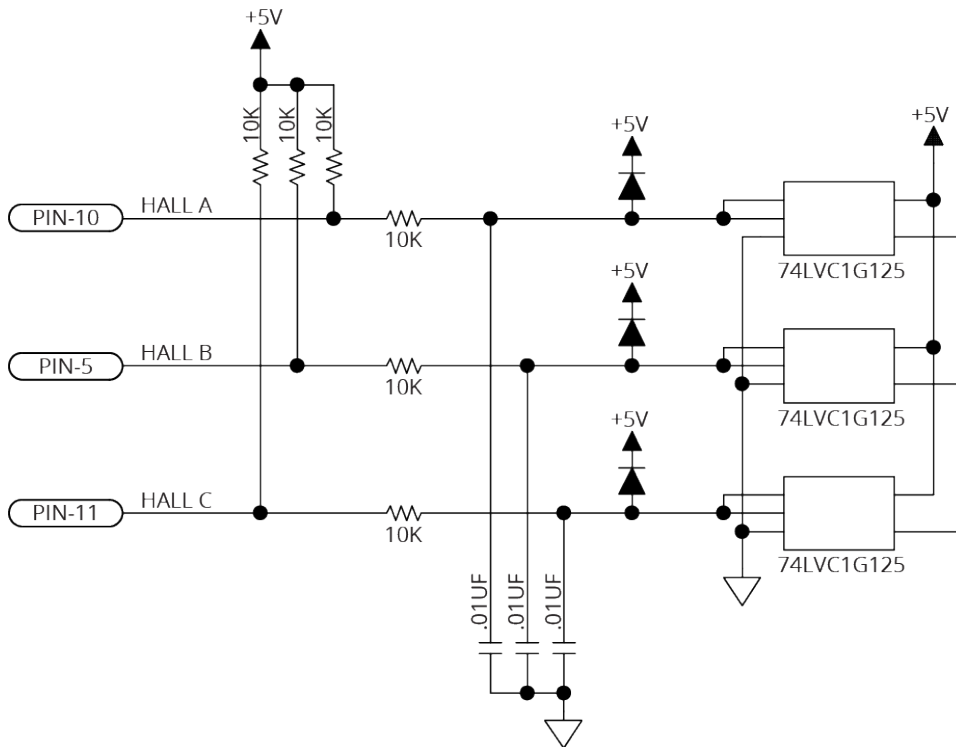 +5V
10K
10K
10K
+5V
+5V
PIN-10
HALL A
10K
74LVC1G125
+5V
PIN-5
HALL B
10K
74LVC1G125
+5V
PIN-11
HALL C
10K
74LVC1G125
.01UF
.01UF
.01UF